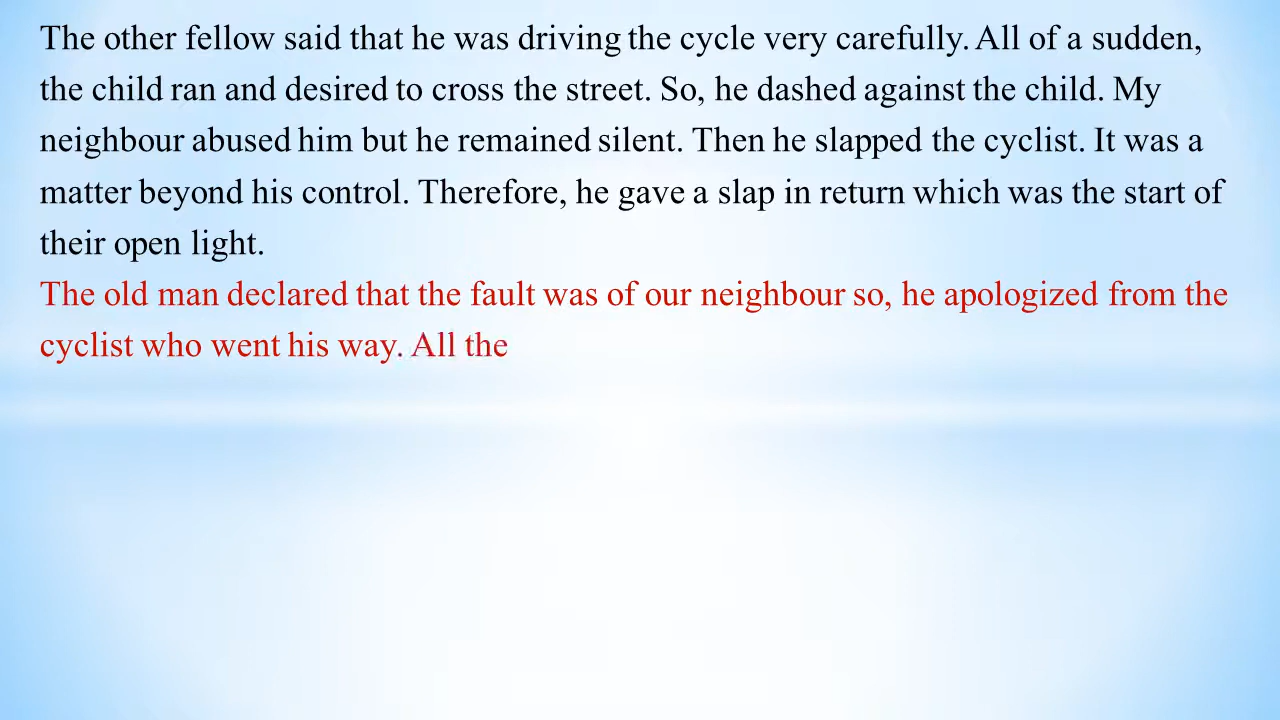 The other fellow said that he was driving the cycle very carefully. All of a sudden,
the child ran and desired to cross the street. So, he dashed against the child. My
neighbour abused him but he remained silent. Then he slapped the cyclist. It was a
matter beyond his control. Therefore, he gave a slap in return which was the start of
their open light.
The old man declared that the fault was of our neighbour so, he apologized from the
cyclist who went his way. All the